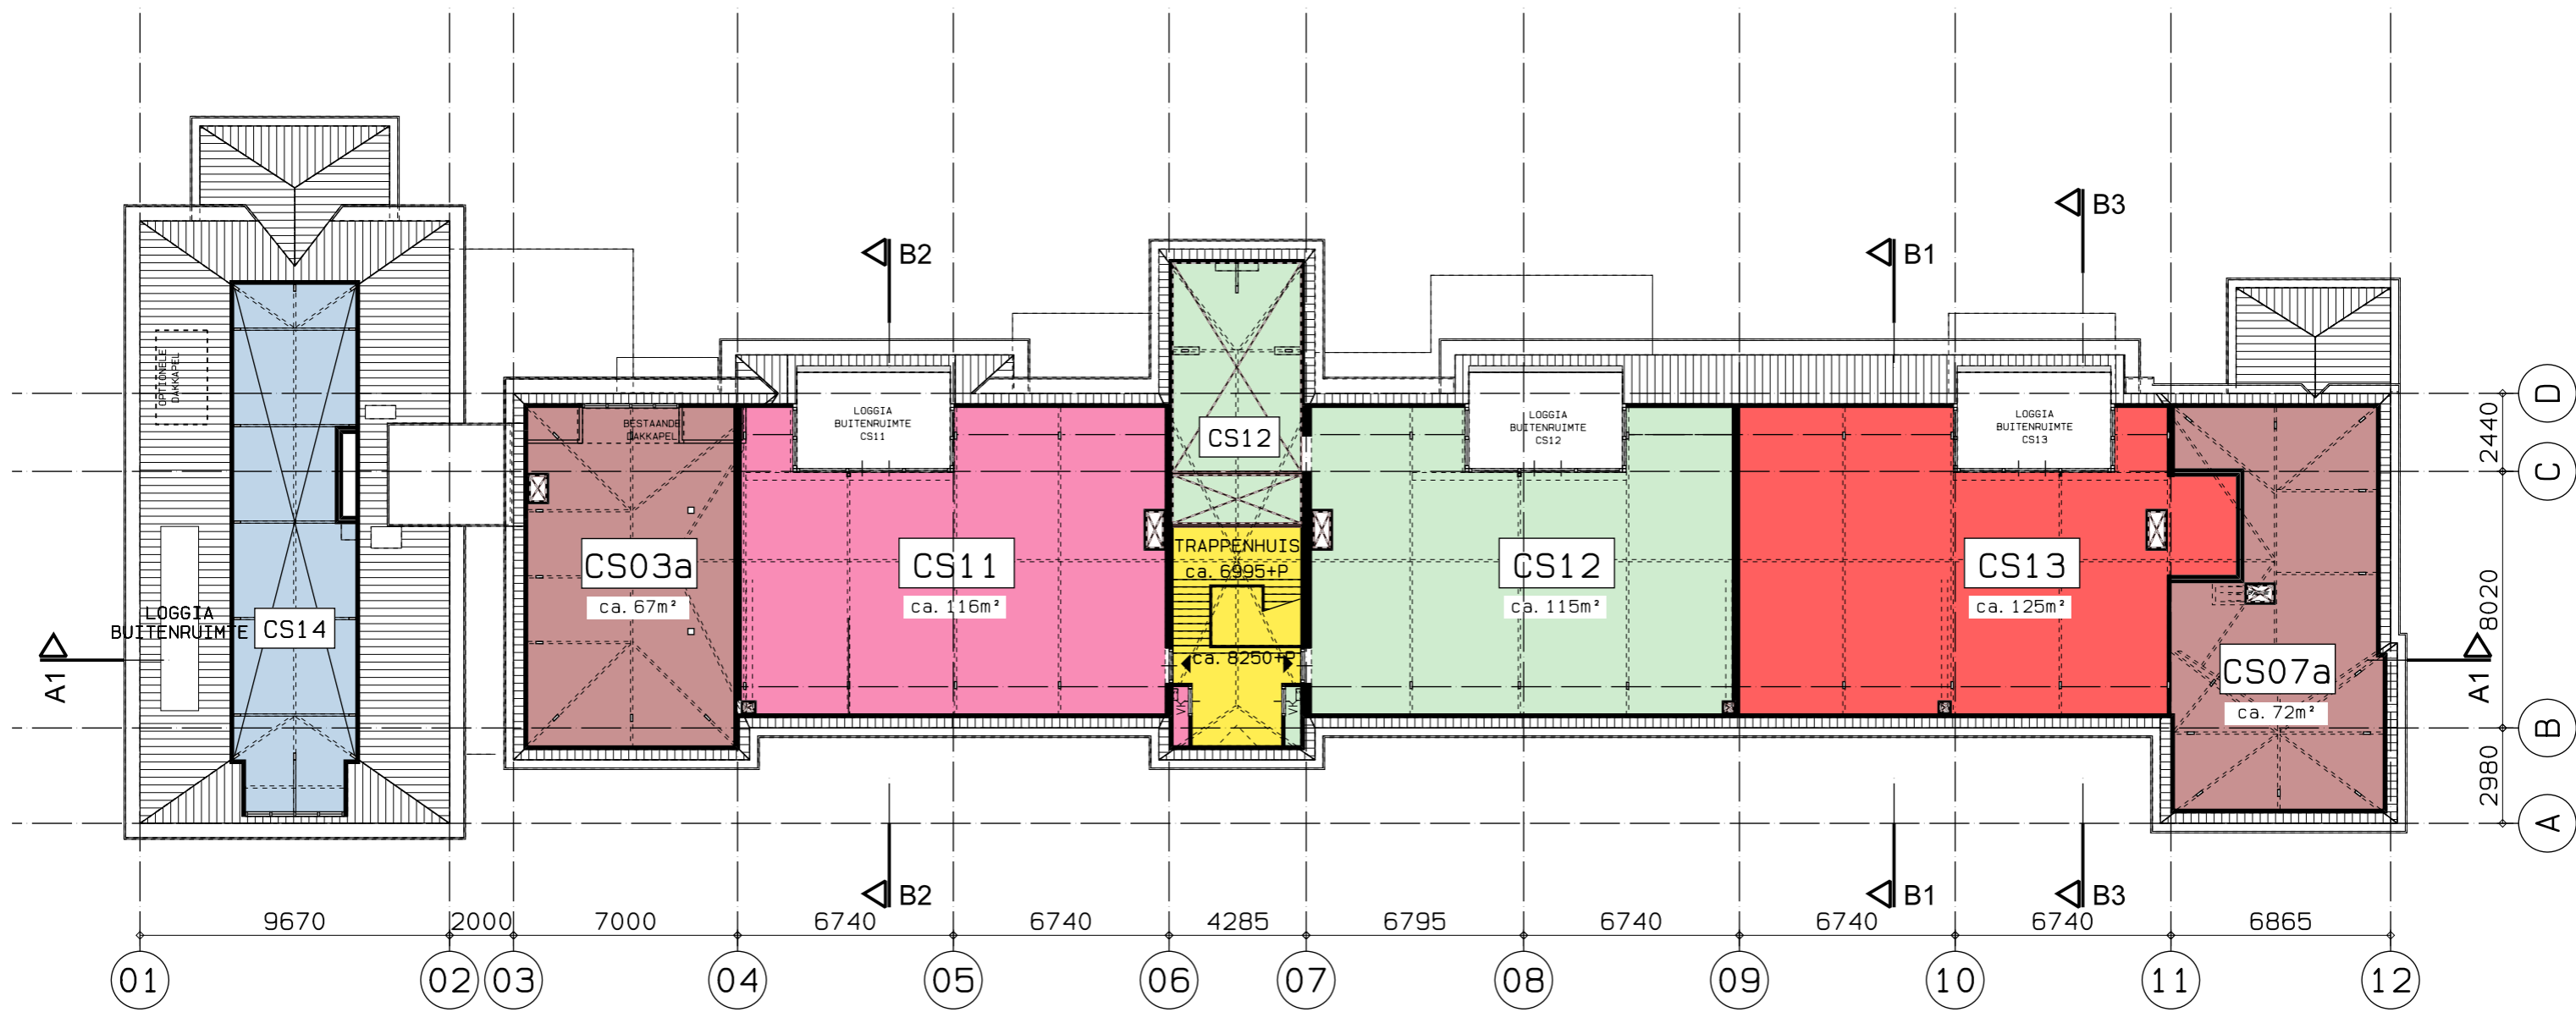 B3
B2
B1
OPTIONELE
DAKKAPEL
D
LOGGIA
BUITENRUIMTE
CS11
LOGGIA
BUITENRUIMTE
CS12
LOGGIA
BUITENRUIMTE
CS13
BESTAANDE
DAKKAPEL
CS12
2440
C
TRAPPENHUIS
ca. 6995+P
CS03a
ca. 67m²
CS11
ca. 116m²
CS12
ca. 115m²
CS13
ca. 125m²
LOGGIA
BUITENRUIMTE
CS14
8020
ca. 8250+P
A1
CS07a
ca. 72m²
A1
VK
VK
B
2980
A
B2
B1
B3
9670
2000
7000
6740
6740
4285
6795
6740
6740
6740
6865
01
02
03
04
05
06
07
08
09
10
11
12